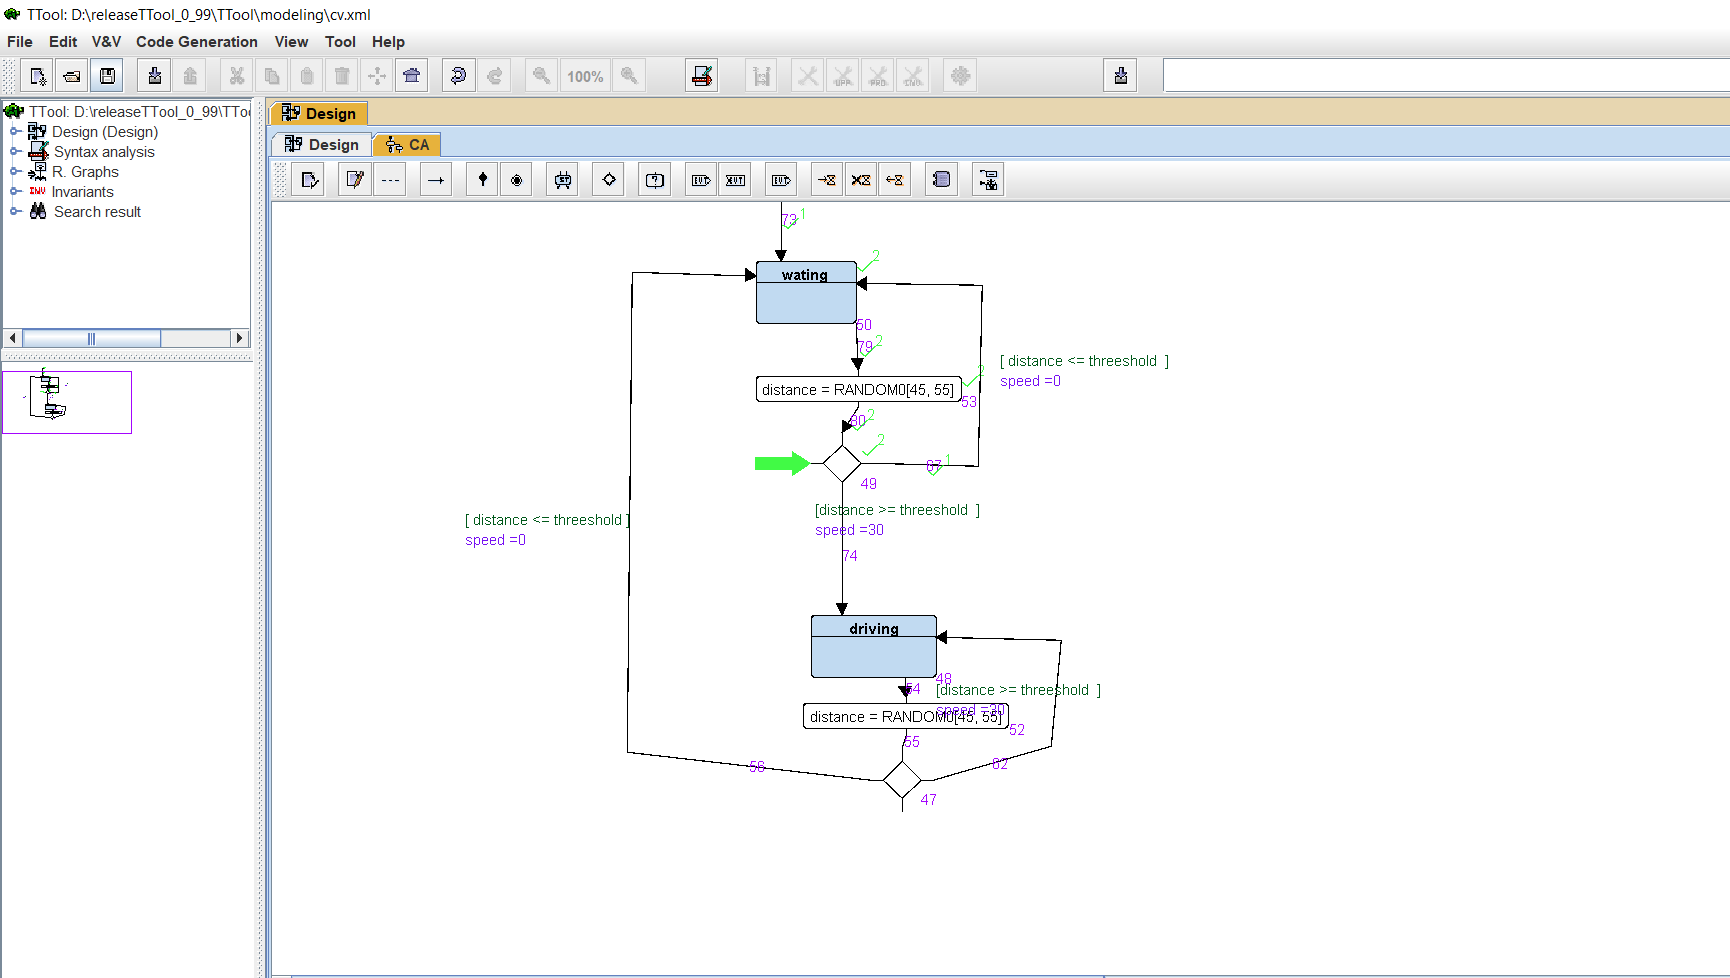 TTool: D:\releaseTTool_0_99\TTool\modeling\cv.xml
File Edit V&V Code Generation View Tool Help
100%
TTool: D:\releaseTTool_0_99\TToo
Design (Design)
Syntax analysis
R. Graphs
INV Invariants
Search result
Design
Design CA
73 1
wating 2
50
79 2
[ distance <= threeshold ]
speed =0
distance = RANDOM0[45, 55] 2
53
80 2
2
67 1
49
[distance >= threeshold ]
speed =30
[ distance <= threeshold ]
speed =0
74
driving
48
54
[distance >= threeshold ]
speed =30
distance = RANDOM0[45, 55]
52
55
56
62
47